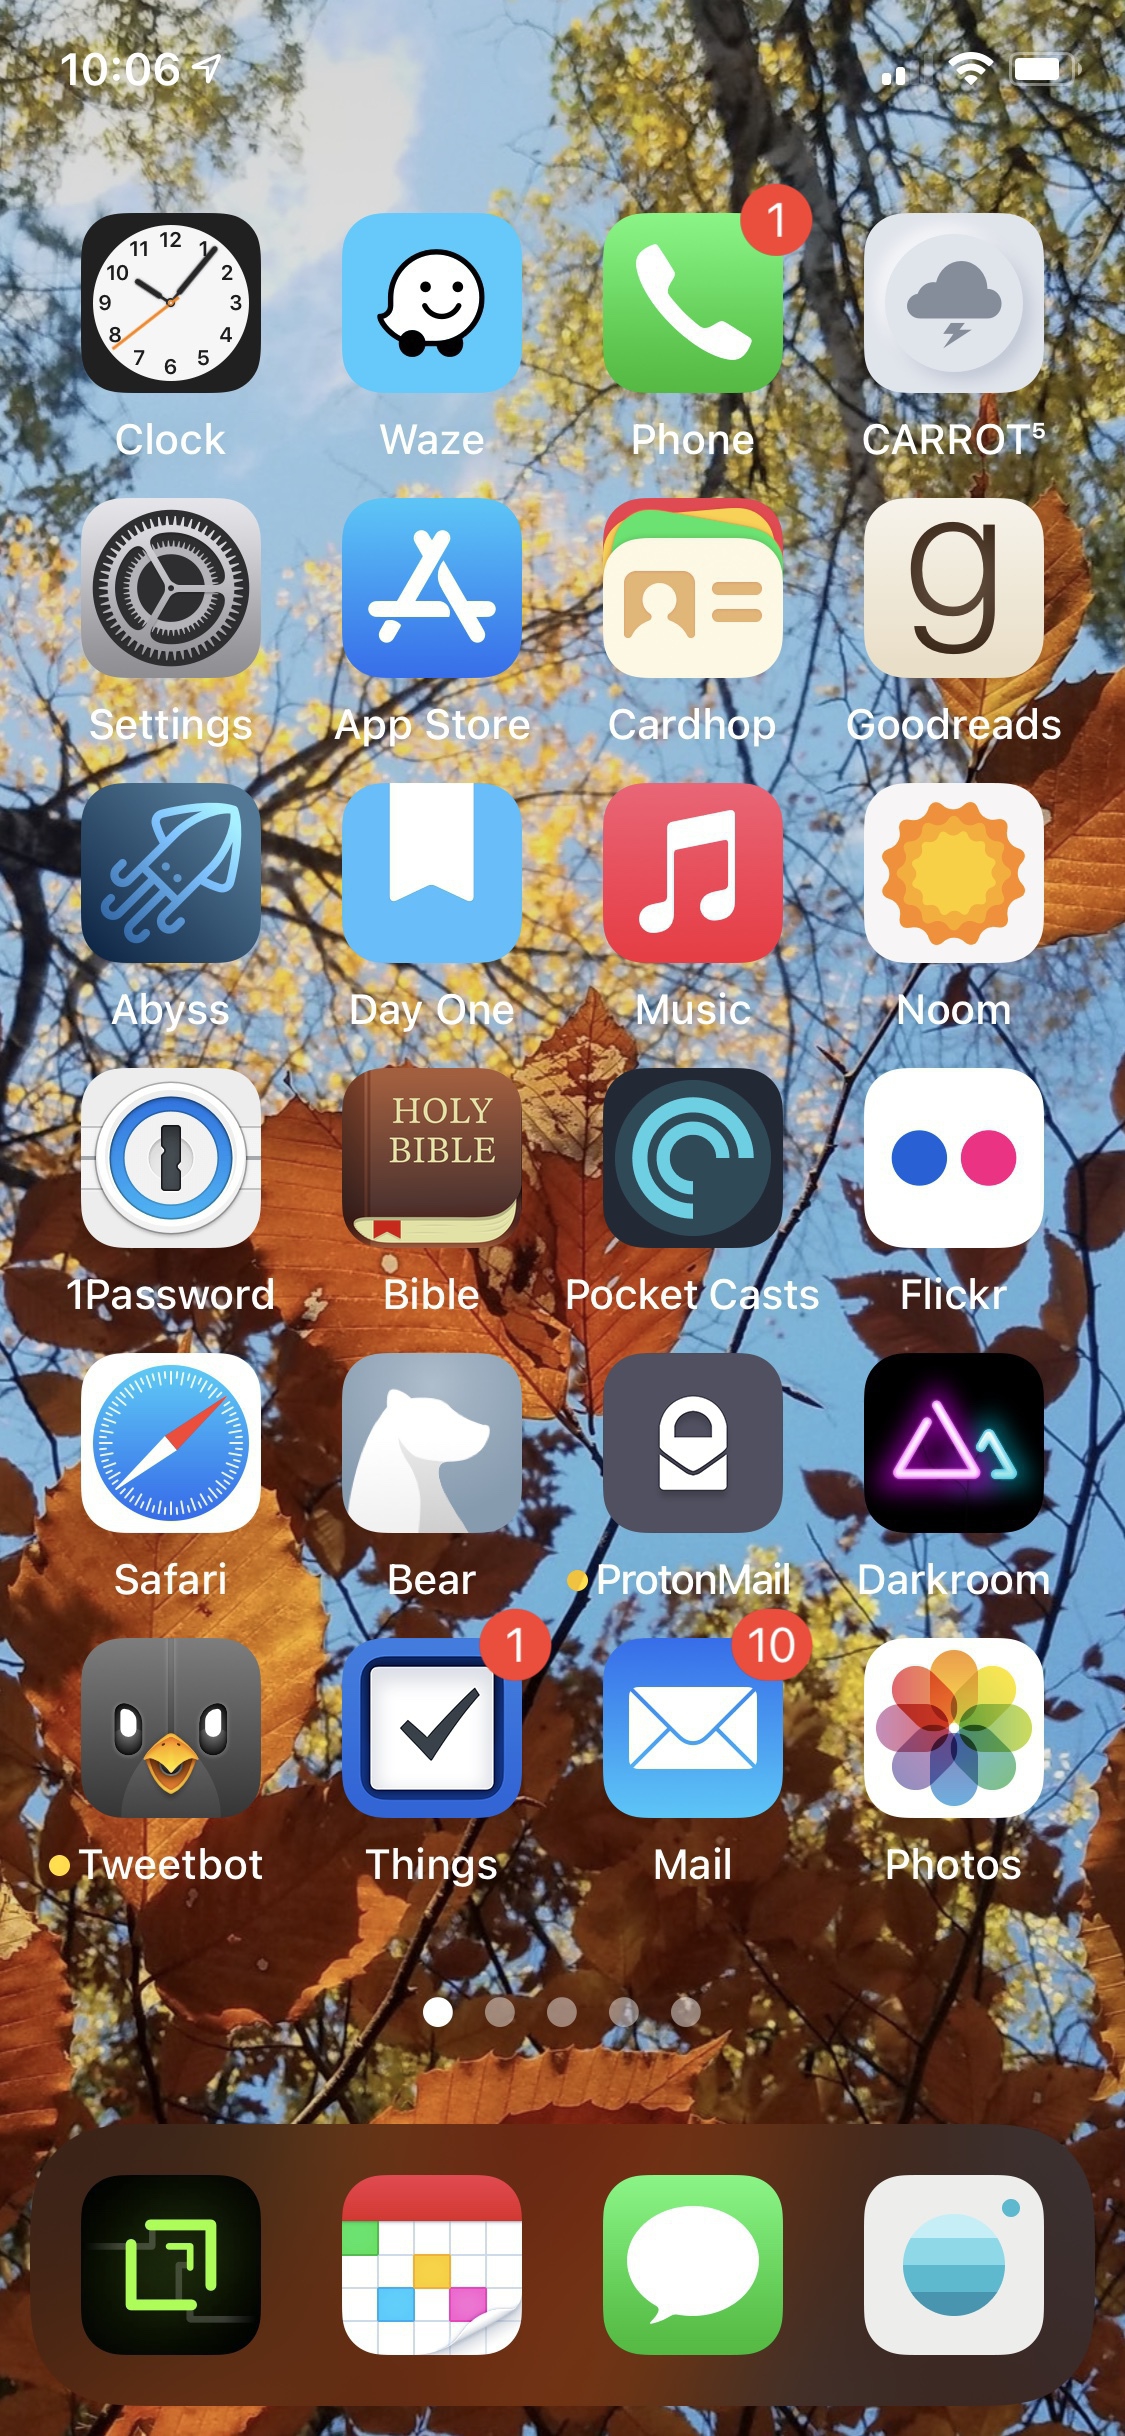 10:06
12
11 1
10 2
9 3
8 4
7 5
6
1
Clock Waze Phone CARROT⁵
g
Settings App Store Cardhop Goodreads
Abyss Day One Music Noom
HOLY
BIBLE
1Password Bible Pocket Casts Flickr
Safari Bear ProtonMail Darkroom
1 10
Tweetbot Things Mail Photos